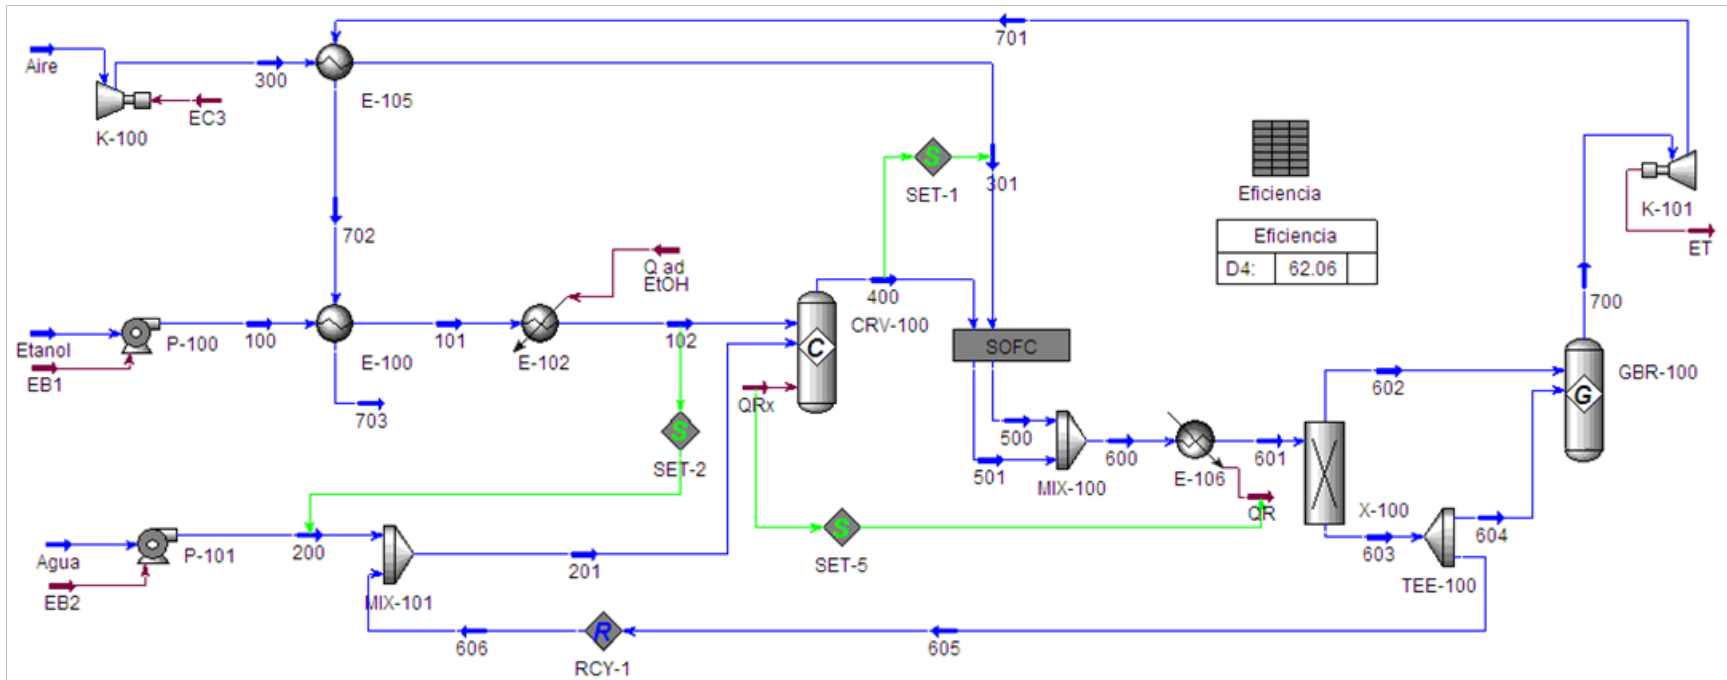 701
Aire
300
E-105
EC3
K-100
S
SET-1
301
Eficiencia
K-101
ET
Eficiencia
D4: 62.06
702
Q ad
EtOH
400
CRV-100
700
Etanol
P-100
100
E-100
101
E-102
102
C
SOFC
GBR-100
EB1
703
QRx
602
G
S
SET-2
500
501
MIX-100
600
E-106
601
QR
X-100
603
604
TEE-100
Agua
P-101
200
EB2
MIX-101
201
S
SET-5
606
R
RCY-1
605